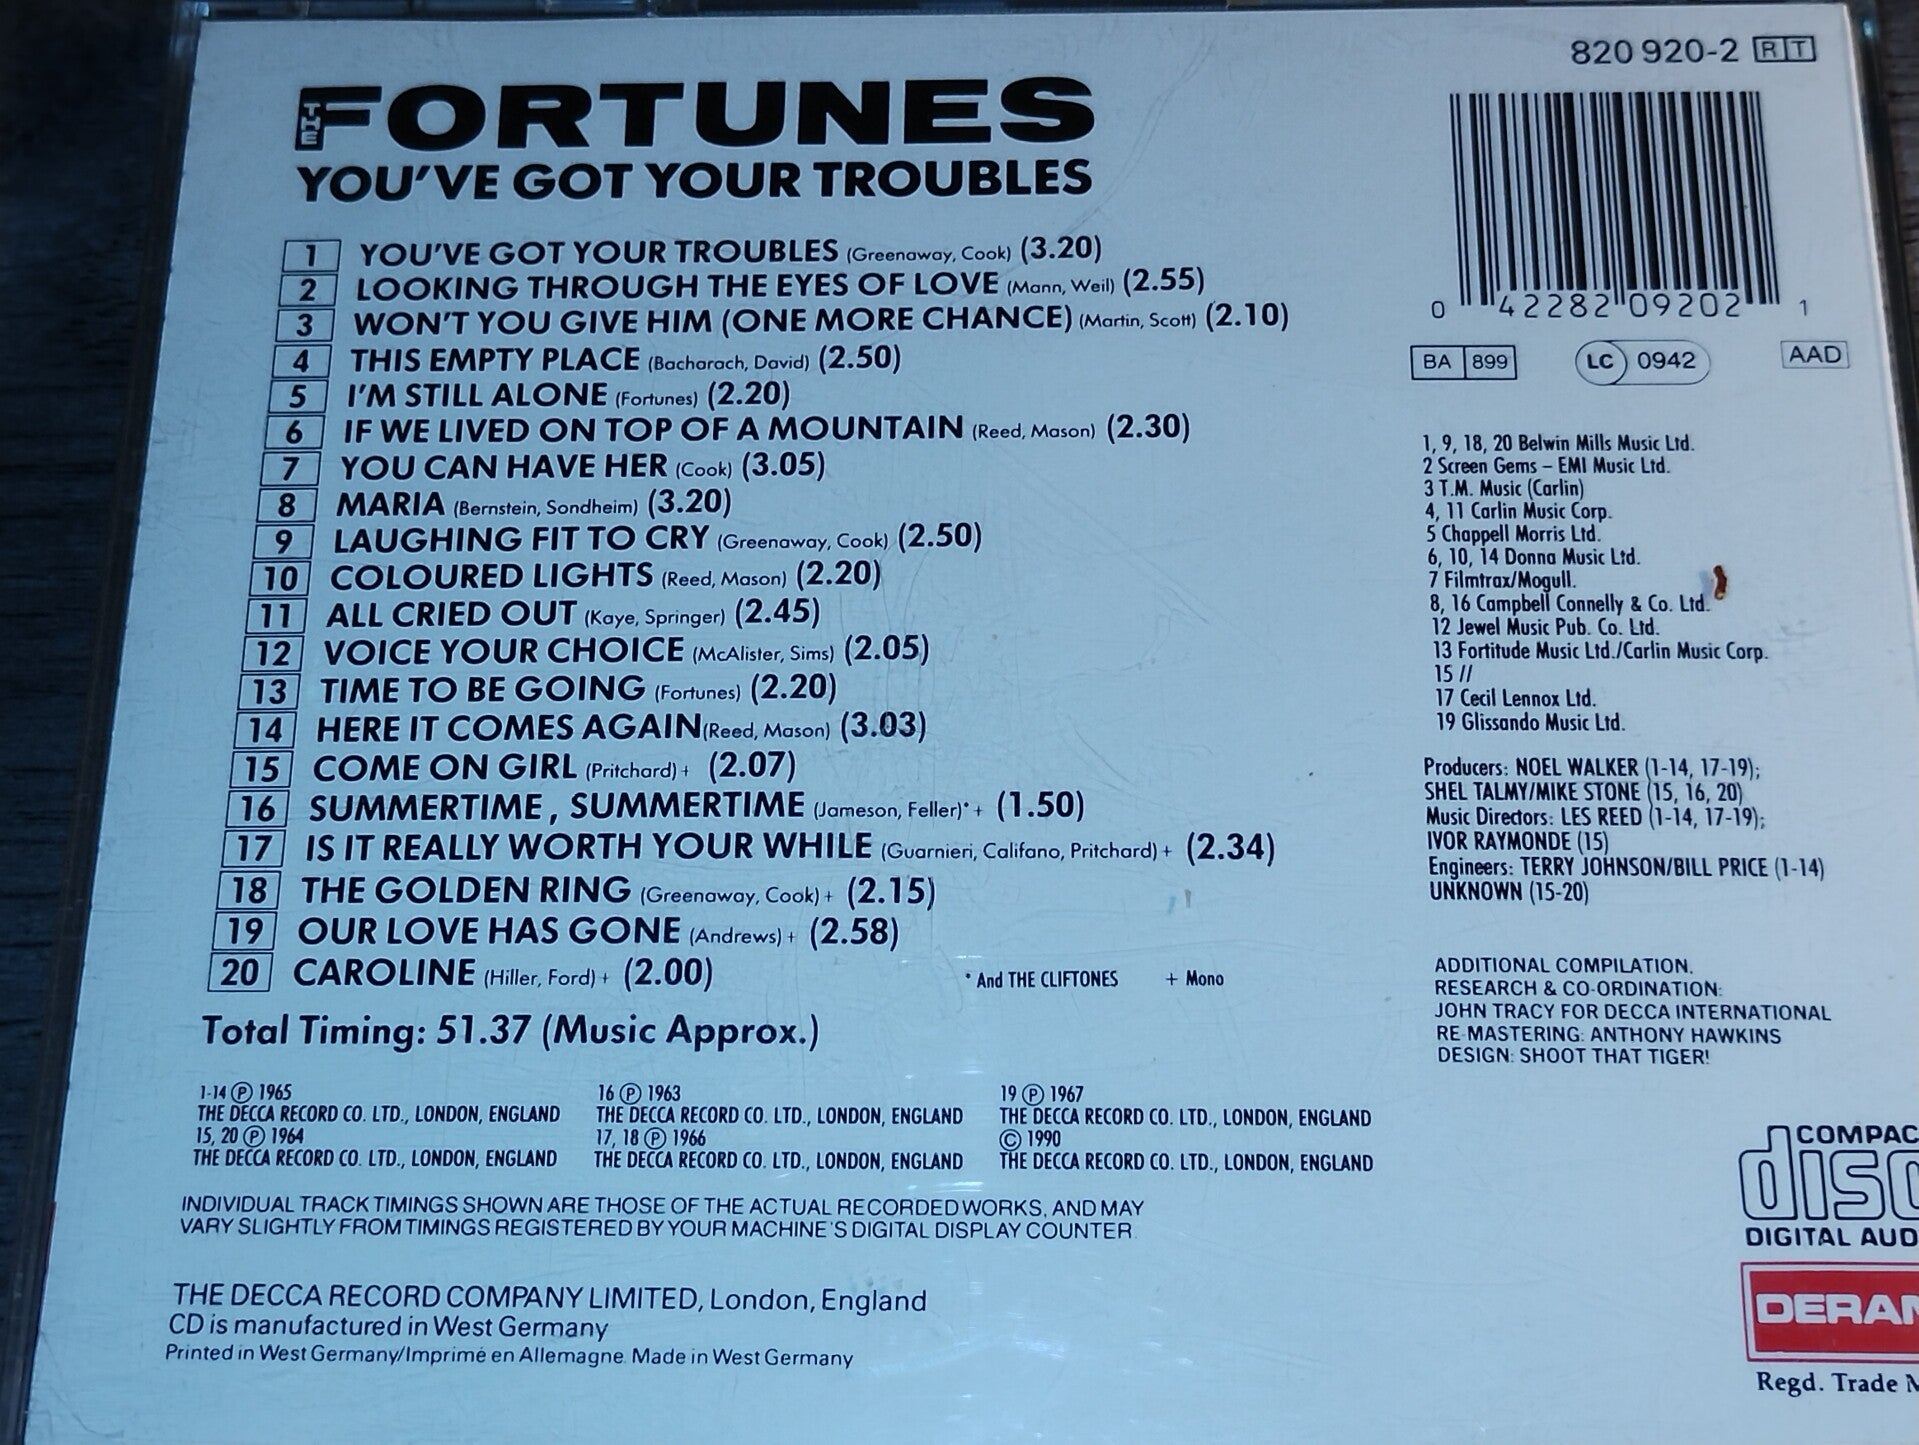 820 920-2 RT
THE FORTUNES
YOU'VE GOT YOUR TROUBLES
1 YOU'VE GOT YOUR TROUBLES (Greenaway, Cook) (3.20)
2 LOOKING THROUGH THE EYES OF LOVE (Mann, Weil) (2.55)
3 WON'T YOU GIVE HIM (ONE MORE CHANCE) (Martin, Scott) (2.10)
4 THIS EMPTY PLACE (Bacharach, David) (2.50)
5 I'M STILL ALONE (Fortunes) (2.20)
6 IF WE LIVED ON TOP OF A MOUNTAIN (Reed, Mason) (2.30)
7 YOU CAN HAVE HER (Cook) (3.05)
8 MARIA (Bernstein, Sondheim) (3.20)
9 LAUGHING FIT TO CRY (Greenaway, Cook) (2.50)
10 COLOURED LIGHTS (Reed, Mason) (2.20)
11 ALL CRIED OUT (Kaye, Springer) (2.45)
12 VOICE YOUR CHOICE (McAlister, Sims) (2.05)
13 TIME TO BE GOING (Fortunes) (2.20)
14 HERE IT COMES AGAIN (Reed, Mason) (3.03)
15 COME ON GIRL (Pritchard) + (2.07)
16 SUMMERTIME, SUMMERTIME (Jameson, Feller)* + (1.50)
17 IS IT REALLY WORTH YOUR WHILE (Guarnieri, Califano, Pritchard) + (2.34)
18 THE GOLDEN RING (Greenaway, Cook) + (2.15)
19 OUR LOVE HAS GONE (Andrews) + (2.58)
20 CAROLINE (Hiller, Ford) + (2.00)
* And THE CLIFTONES + Mono
Total Timing: 51.37 (Music Approx.)
0 42282 09202 1
BA 899 LC 0942 AAD
1, 9, 18, 20 Belwin Mills Music Ltd.
2 Screen Gems – EMI Music Ltd.
3 T.M. Music (Carlin)
4, 11 Carlin Music Corp.
5 Chappell Morris Ltd.
6, 10, 14 Donna Music Ltd.
7 Filmtrax/Mogull.
8, 16 Campbell Connelly & Co. Ltd.
12 Jewel Music Pub. Co. Ltd.
13 Fortitude Music Ltd./Carlin Music Corp.
15 //
17 Cecil Lennox Ltd.
19 Glissando Music Ltd.
Producers: NOEL WALKER (1-14, 17-19);
SHEL TALMY/MIKE STONE (15, 16, 20)
Music Directors: LES REED (1-14, 17-19);
IVOR RAYMONDE (15)
Engineers: TERRY JOHNSON/BILL PRICE (1-14)
UNKNOWN (15-20)
ADDITIONAL COMPILATION,
RESEARCH & CO-ORDINATION:
JOHN TRACY FOR DECCA INTERNATIONAL
RE-MASTERING: ANTHONY HAWKINS
DESIGN: SHOOT THAT TIGER!
1-14 Ⓟ 1965
THE DECCA RECORD CO. LTD., LONDON, ENGLAND
15, 20 Ⓟ 1964
THE DECCA RECORD CO. LTD., LONDON, ENGLAND
16 Ⓟ 1963
THE DECCA RECORD CO. LTD., LONDON, ENGLAND
17, 18 Ⓟ 1966
THE DECCA RECORD CO. LTD., LONDON, ENGLAND
19 Ⓟ 1967
THE DECCA RECORD CO. LTD., LONDON, ENGLAND
© 1990
THE DECCA RECORD CO. LTD., LONDON, ENGLAND
INDIVIDUAL TRACK TIMINGS SHOWN ARE THOSE OF THE ACTUAL RECORDED WORKS, AND MAY
VARY SLIGHTLY FROM TIMINGS REGISTERED BY YOUR MACHINE'S DIGITAL DISPLAY COUNTER.
THE DECCA RECORD COMPANY LIMITED, London, England
CD is manufactured in West Germany
Printed in West Germany/Imprimé en Allemagne. Made in West Germany
COMPAC
disc
DIGITAL AUD
DERAM
Regd. Trade M